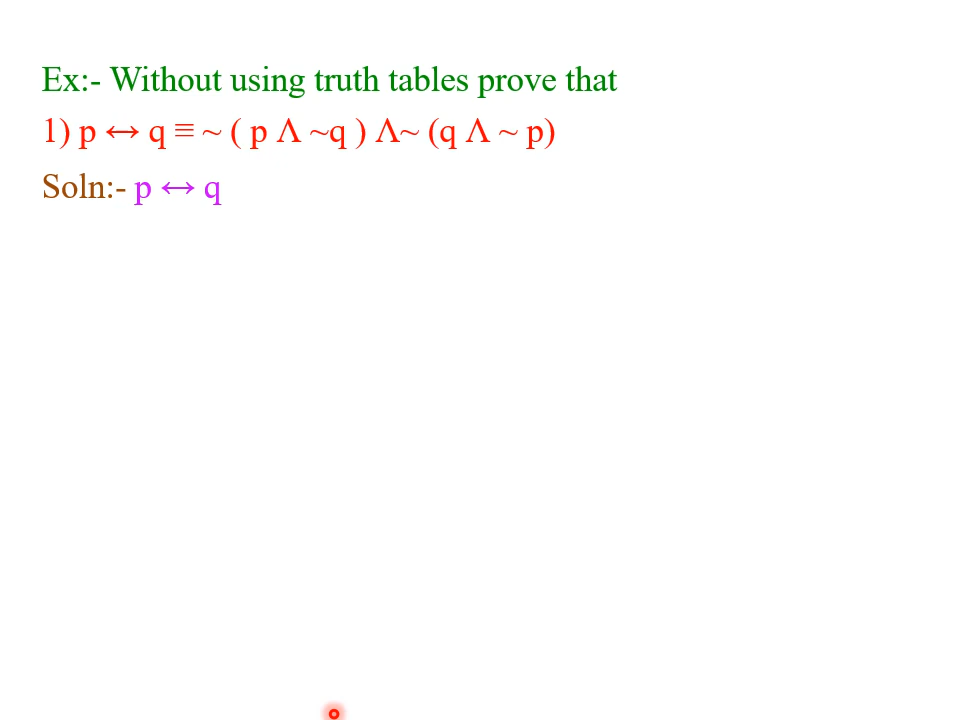 Ex:- Without using truth tables prove that
1) p ↔ q ≡ ~ ( p Λ ~q ) Λ~ (q Λ ~ p)
Soln:- p ↔ q